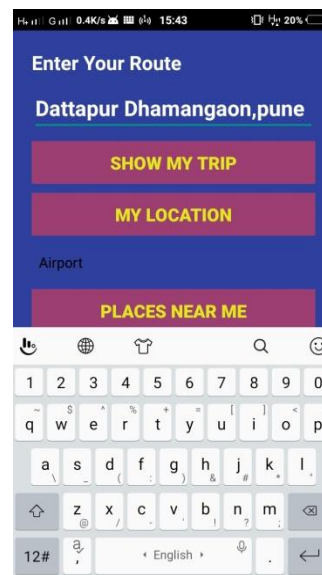 H+ G 0.4K/s 15:43 H+ 20%
Enter Your Route
Dattapur Dhamangaon,pune
SHOW MY TRIP
MY LOCATION
Airport
PLACES NEAR ME
1 2 3 4 5 6 7 8 9 0
~ $ ^ % + = [ ] < >
q w e r t y u i o p
a s d f g h j k l
\ _ ( : ) & # * "
z x c v b n m
@ / - . ! ? ;
12# , English .